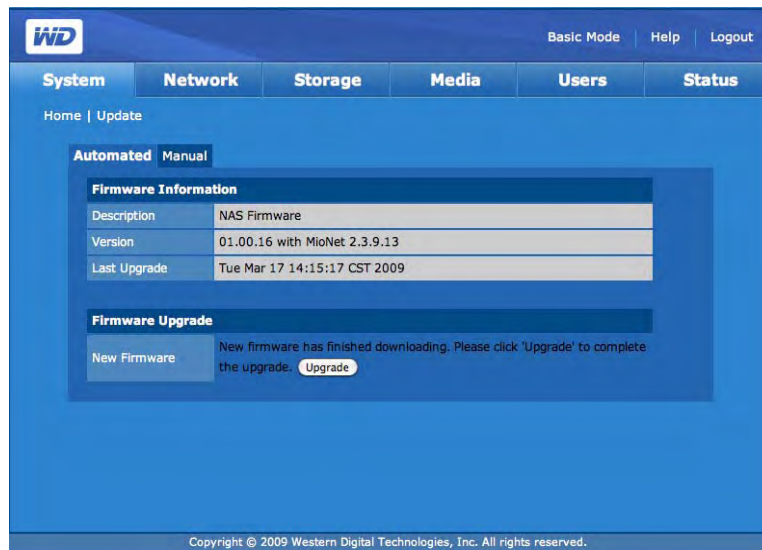 WD
Basic Mode | Help | Logout
System Network Storage Media Users Status
Home | Update
Automated Manual
Firmware Information
Description NAS Firmware
Version 01.00.16 with MioNet 2.3.9.13
Last Upgrade Tue Mar 17 14:15:17 CST 2009
Firmware Upgrade
New Firmware New firmware has finished downloading. Please click 'Upgrade' to complete
the upgrade. Upgrade
Copyright © 2009 Western Digital Technologies, Inc. All rights reserved.